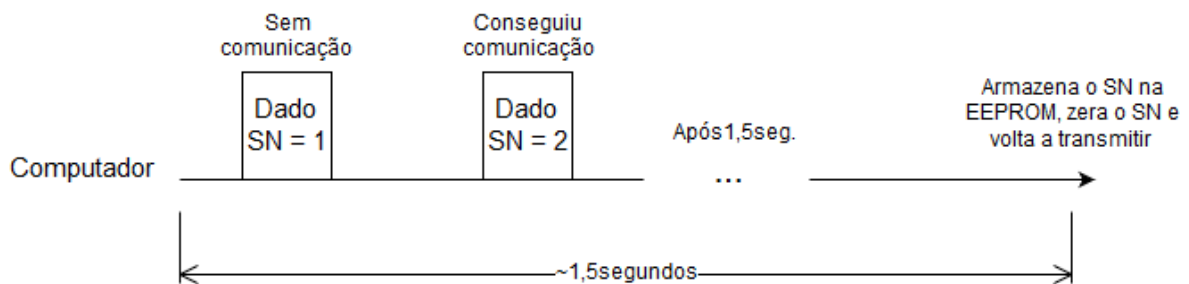 Sem
comunicação
Conseguiu
comunicação
Dado
SN = 1
Dado
SN = 2
Após1,5seg.
...
Armazena o SN na
EEPROM, zera o SN e
volta a transmitir
Computador
~1,5segundos